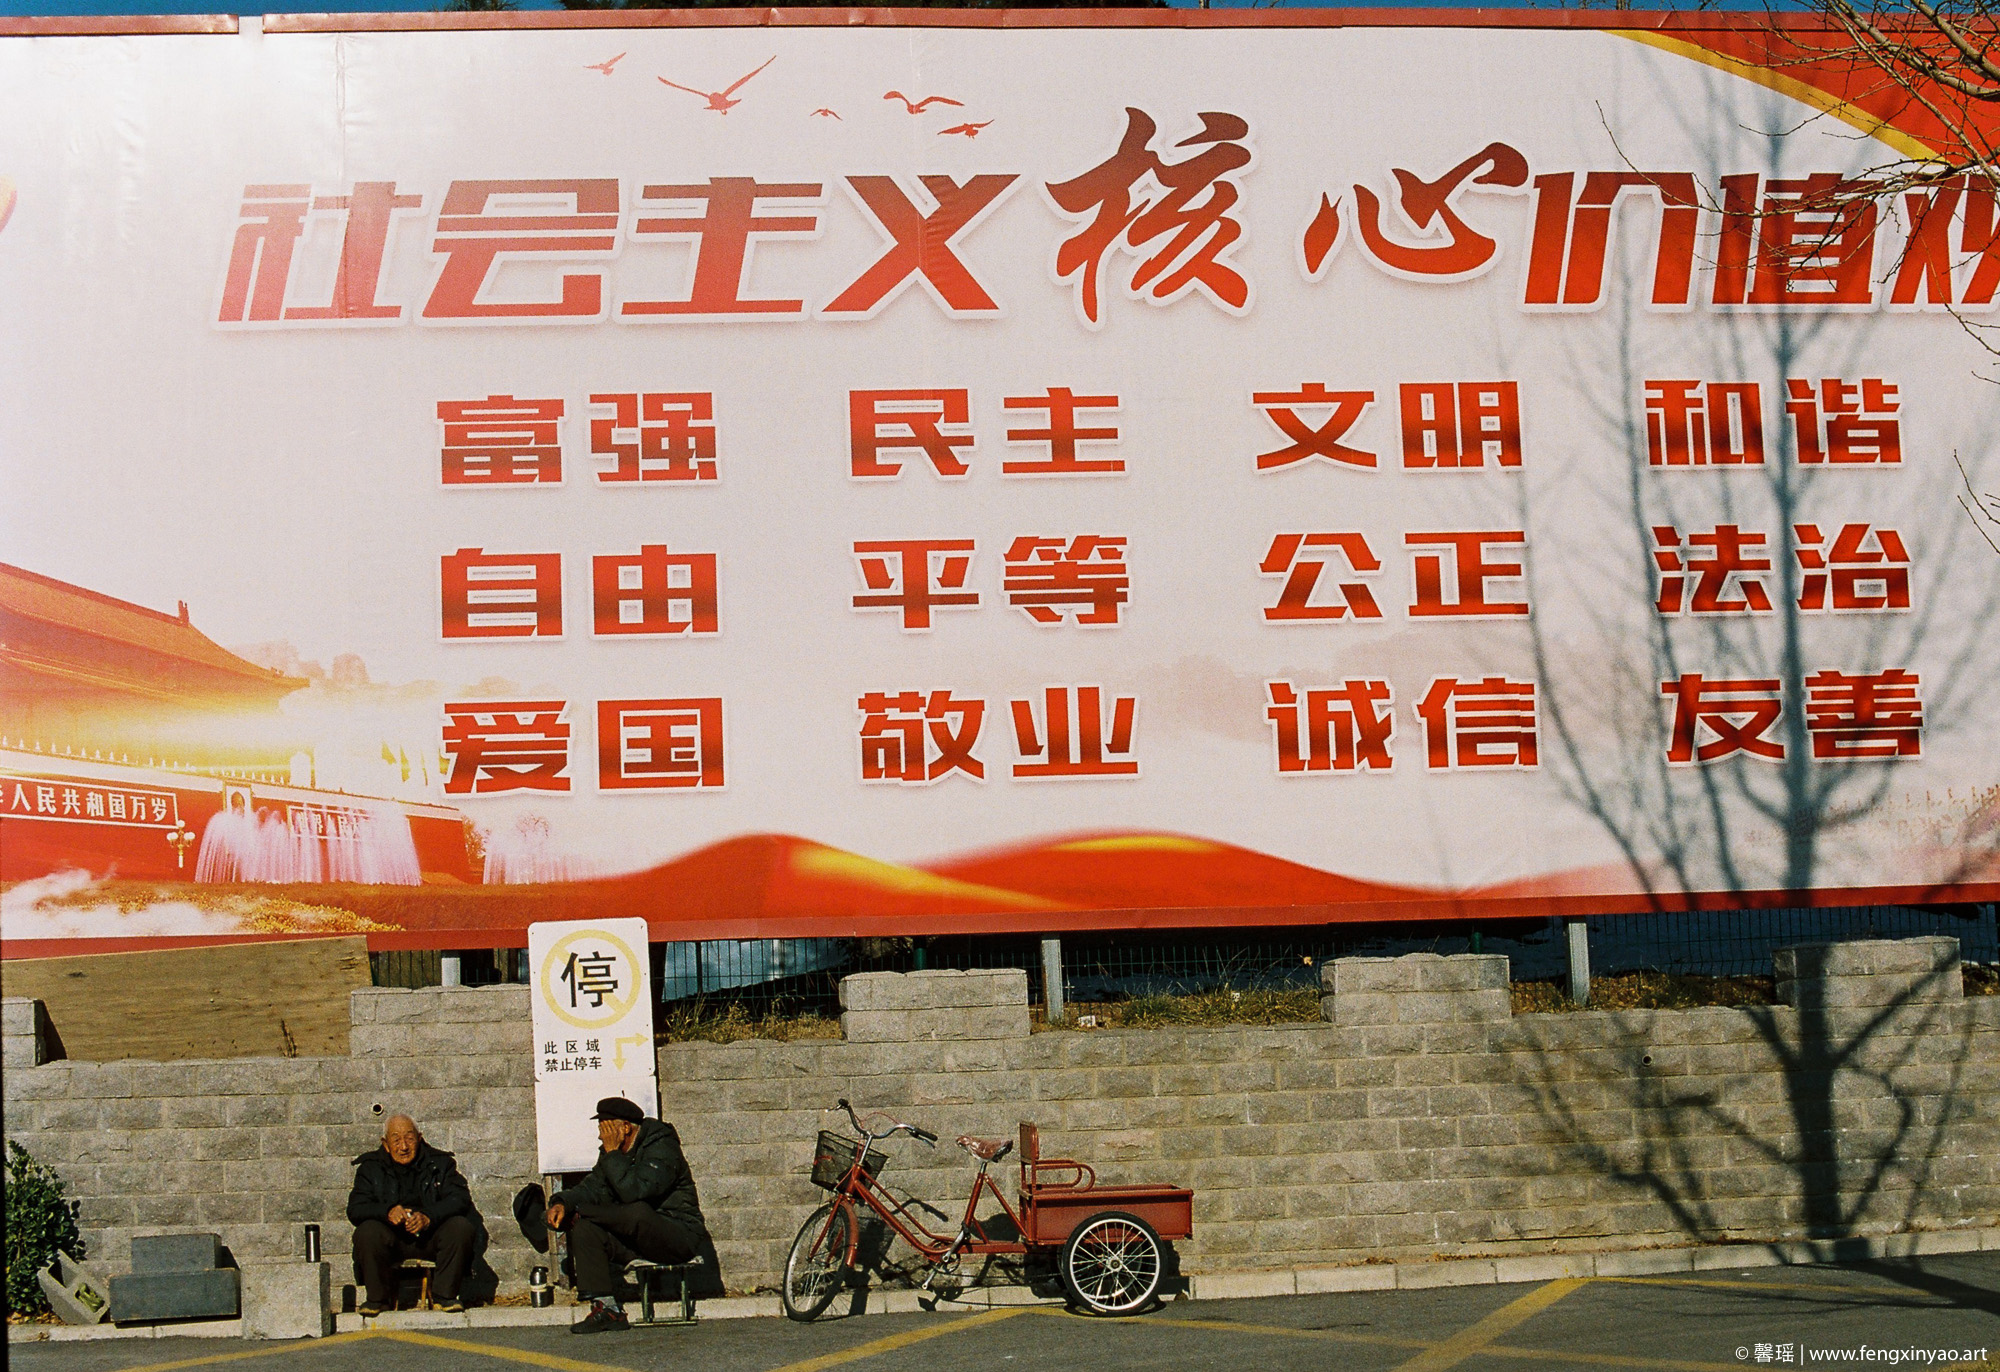 社会主义核心价值观
富强 民主 文明 和谐
自由 平等 公正 法治
爱国 敬业 诚信 友善
人民共和国万岁
停
此区域
禁止停车
© 馨瑶 | www.fengxinyao.art